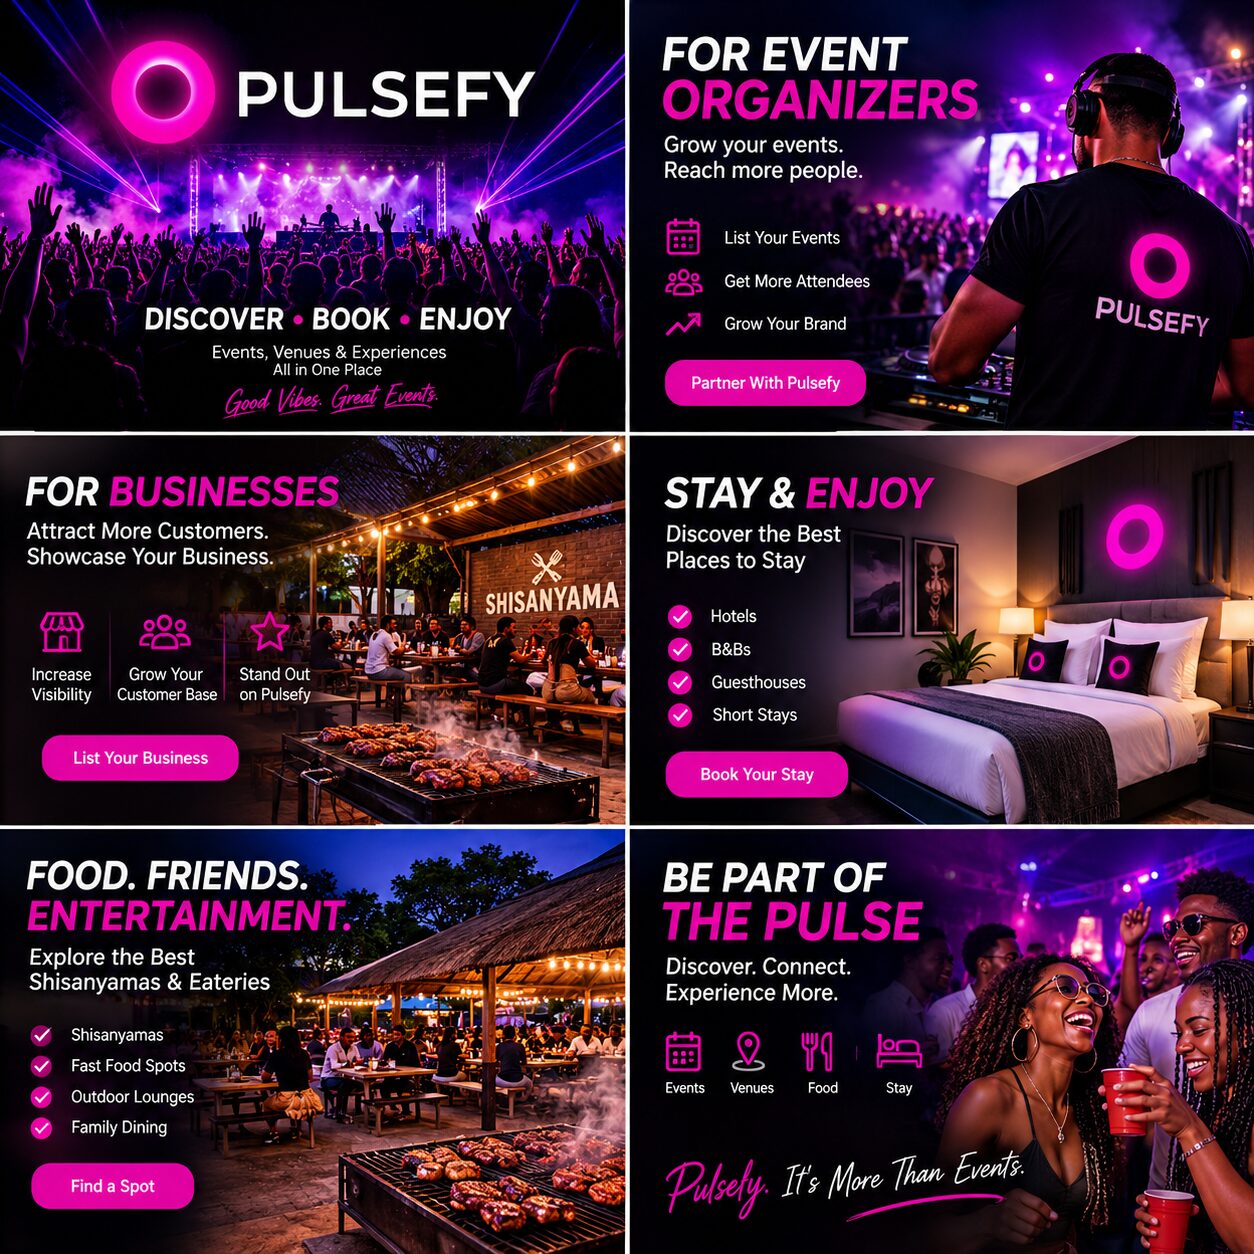 PULSEFY
DISCOVER • BOOK • ENJOY
Events, Venues & Experiences
All in One Place
Good Vibes. Great Events.
FOR EVENT
ORGANIZERS
Grow your events.
Reach more people.
List Your Events
Get More Attendees
Grow Your Brand
Partner With Pulsefy
PULSEFY
FOR BUSINESSES
Attract More Customers.
Showcase Your Business.
Increase
Visibility
Grow Your
Customer Base
Stand Out
on Pulsefy
List Your Business
SHISANYAMA
STAY & ENJOY
Discover the Best
Places to Stay
Hotels
B&Bs
Guesthouses
Short Stays
Book Your Stay
FOOD. FRIENDS.
ENTERTAINMENT.
Explore the Best
Shisanyamas & Eateries
Shisanyamas
Fast Food Spots
Outdoor Lounges
Family Dining
Find a Spot
BE PART OF
THE PULSE
Discover. Connect.
Experience More.
Events
Venues
Food
Stay
Pulsefy. It's More Than Events.